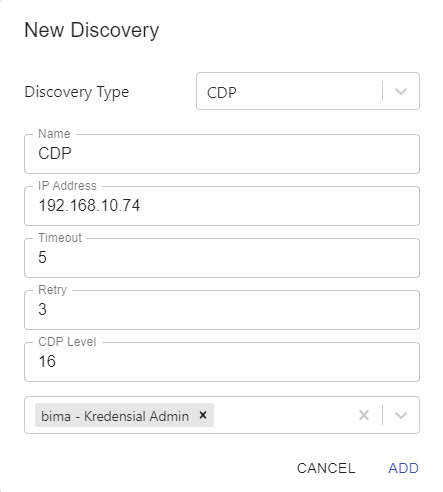 New Discovery
Discovery Type
CDP
Name
CDP
IP Address
192.168.10.74
Timeout
5
Retry
3
CDP Level
16
bima - Kredensial Admin ×
CANCEL ADD